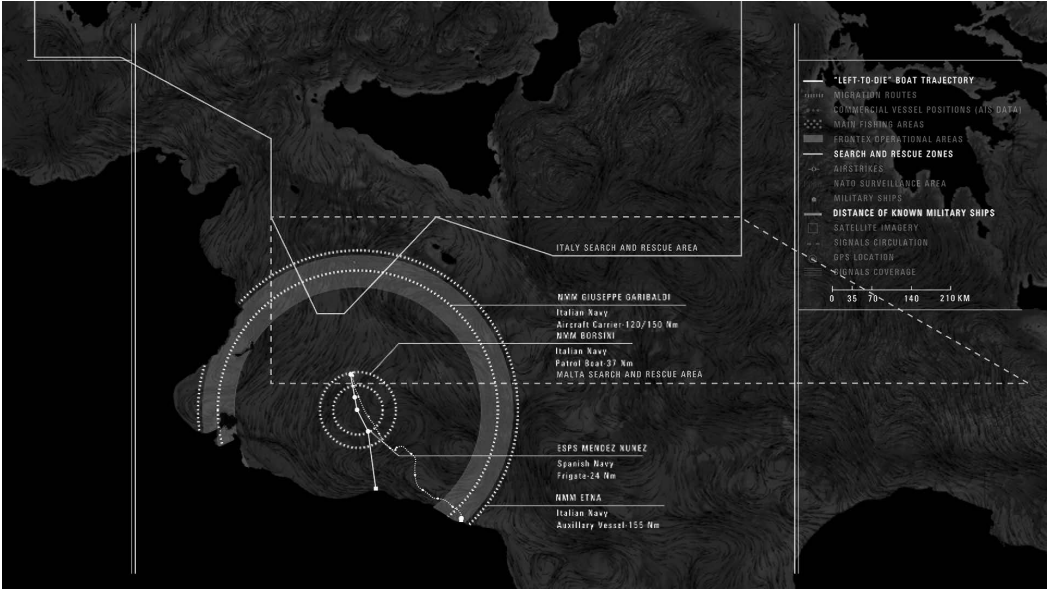 "LEFT-TO-DIE" BOAT TRAJECTORY
MIGRATION ROUTES
COMMERCIAL VESSEL POSITIONS (AIS DATA)
MAIN FISHING AREAS
FRONTEX OPERATIONAL AREAS
SEARCH AND RESCUE ZONES
AIRSTRIKES
NATO SURVEILLANCE AREA
MILITARY SHIPS
DISTANCE OF KNOWN MILITARY SHIPS
SATELLITE IMAGERY
SIGNALS CIRCULATION
GPS LOCATION
SIGNALS COVERAGE
0 35 70 140 210 KM
ITALY SEARCH AND RESCUE AREA
NMM GIUSEPPE GARIBALDI
Italian Navy
Aircraft Carrier-120/150 Nm
NMM BORSINI
Italian Navy
Patrol Boat-37 Nm
MALTA SEARCH AND RESCUE AREA
ESPS MENDEZ NUNEZ
Spanish Navy
Frigate-24 Nm
NMM ETNA
Italian Navy
Auxillary Vessel-155 Nm